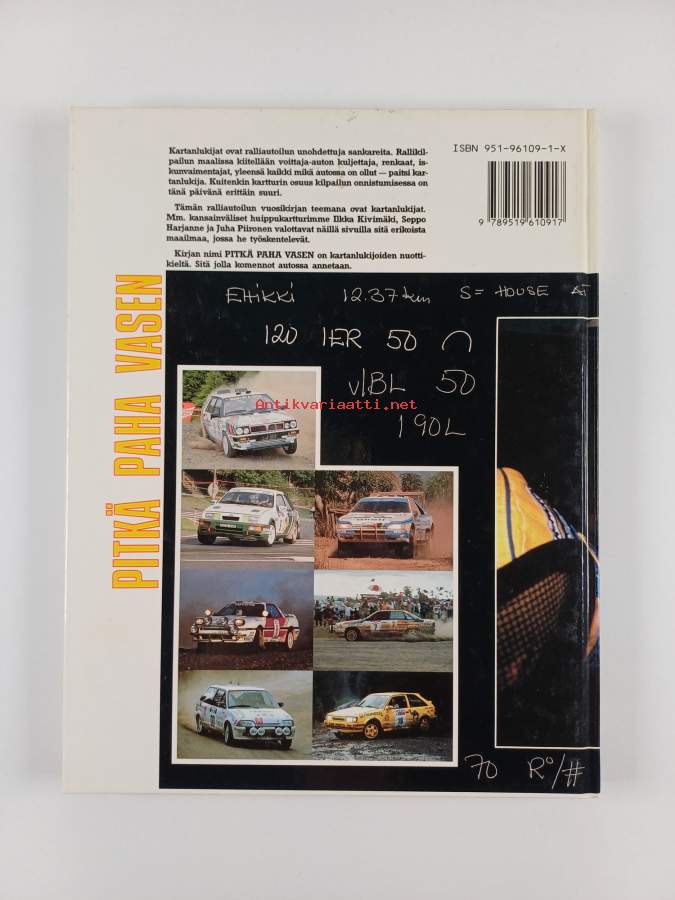 Kartanlukijat ovat ralliautoilun unohdettuja sankareita. Rallikil-
pailun maalissa kiitellään voittaja-auton kuljettaja, renkaat, is-
kunvaimentajat, yleensä kaikki mikä autossa on ollut — paitsi kar-
tanlukija. Kuitenkin kartturin osuus kilpailun onnistumisessa on
tänä päivänä erittäin suuri.
Tämän ralliautoilun vuosikirjan teemana ovat kartanlukijat.
Mm. kansainväliset huippukartturimme Ilkka Kivimäki, Seppo
Harjanne ja Juha Piironen valottavat näillä sivuilla sitä erikoista
maailmaa, jossa he työskentelevät.
Kirjan nimi PITKÄ PAHA VASEN on kartanlukijoiden nuotti-
kieltä. Sitä jolla komennot autossa annetaan.
ISBN 951-96109-1-X
9 789519 610917
PITKÄ PAHA VASEN
EHIKKI 12.37 km S = HOUSE AT
120 1ER 50
V/BL 50
190L
Antikvariaatti.net
70 R°/#